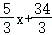 5/3 x + 34/3